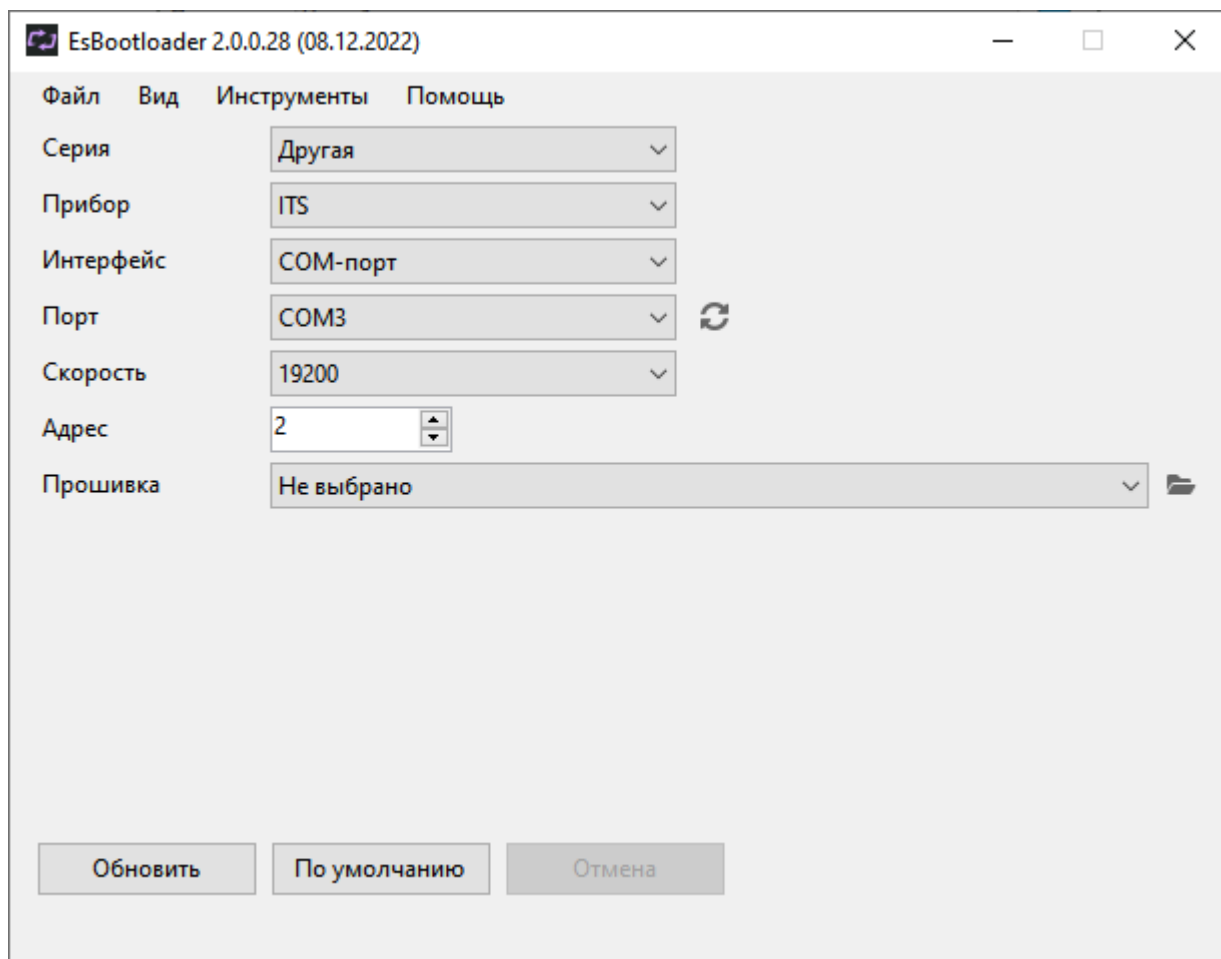 EsBootloader 2.0.0.28 (08.12.2022)
Файл Вид Инструменты Помощь
Серия Другая
Прибор ITS
Интерфейс COM-порт
Порт COM3
Скорость 19200
Адрес 2
Прошивка Не выбрано
Обновить По умолчанию Отмена